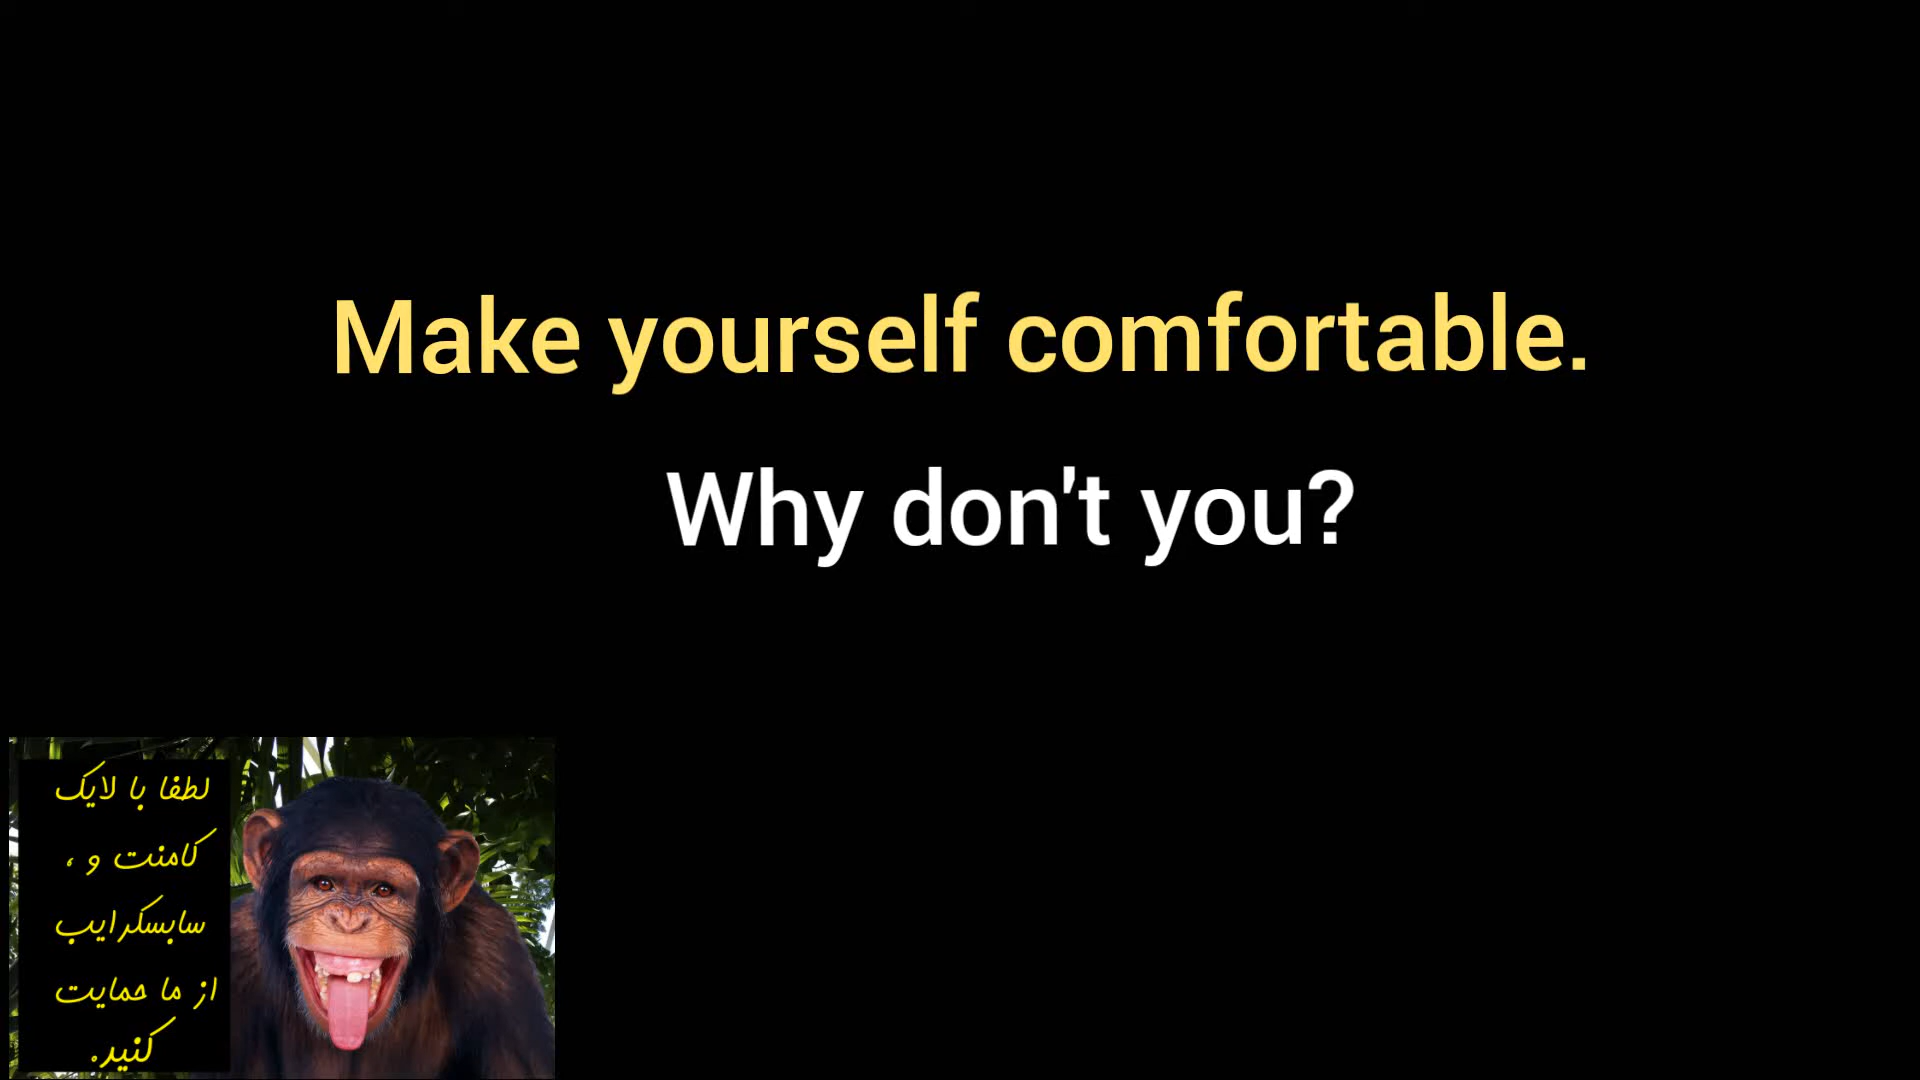 Make yourself comfortable.
Why don't you?
لطفا با لایک
کامنت و ،
سابسکرایب
از ما حمایت
کنید.